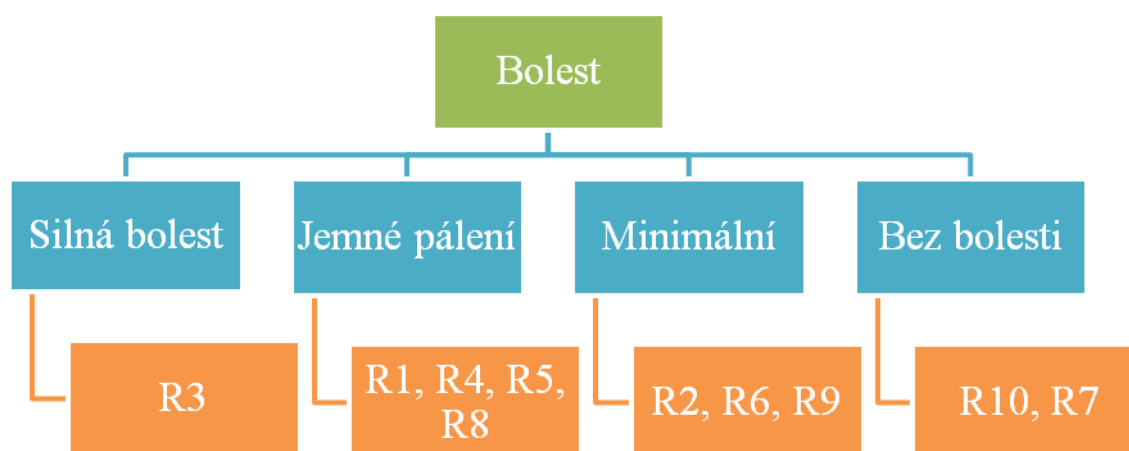 Bolest
Silná bolest
Jemné pálení
Minimální
Bez bolesti
R3
R1, R4, R5,
R8
R2, R6, R9
R10, R7